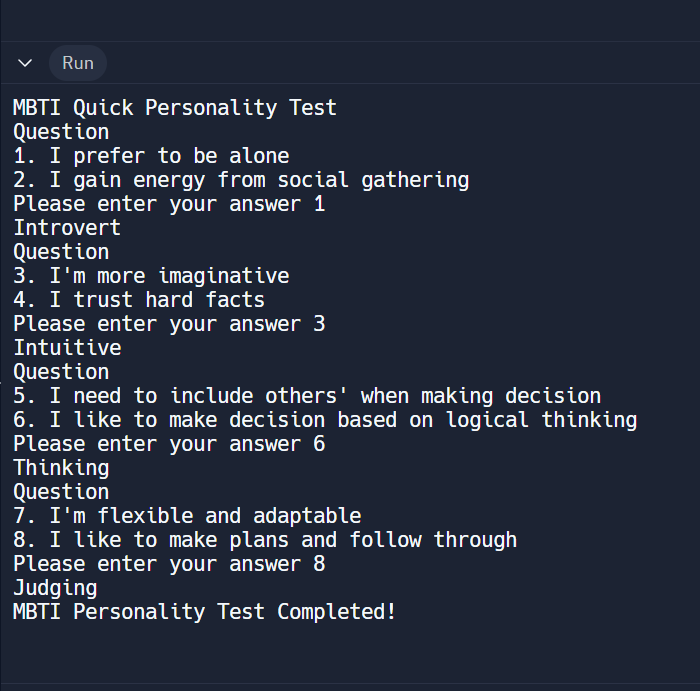 Run
MBTI Quick Personality Test
Question
1. I prefer to be alone
2. I gain energy from social gathering
Please enter your answer 1
Introvert
Question
3. I'm more imaginative
4. I trust hard facts
Please enter your answer 3
Intuitive
Question
5. I need to include others' when making decision
6. I like to make decision based on logical thinking
Please enter your answer 6
Thinking
Question
7. I'm flexible and adaptable
8. I like to make plans and follow through
Please enter your answer 8
Judging
MBTI Personality Test Completed!